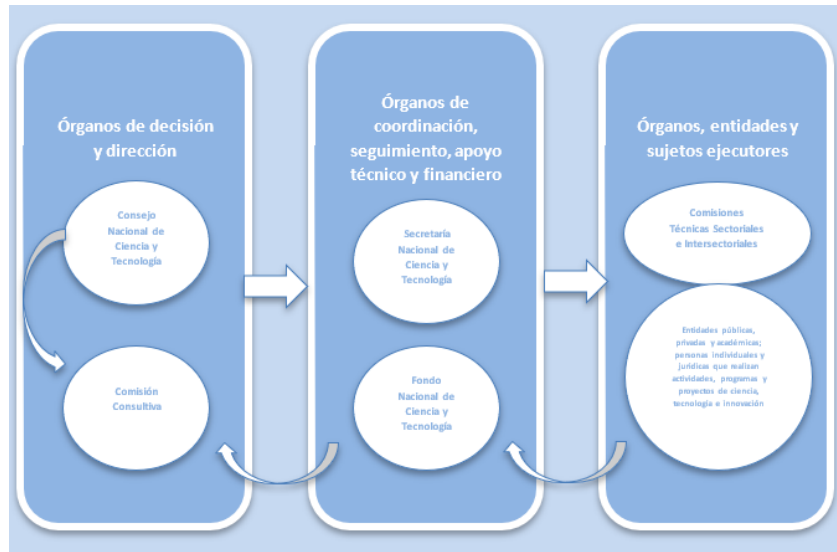 Órganos de decisión
y dirección
Consejo
Nacional de
Ciencia y
Tecnología
Comisión
Consultiva
Órganos de
coordinación,
seguimiento, apoyo
técnico y financiero
Secretaría
Nacional de
Ciencia y
Tecnología
Fondo
Nacional de
Ciencia y
Tecnología
Órganos, entidades y
sujetos ejecutores
Comisiones
Técnicas Sectoriales
e Intersectoriales
Entidades públicas,
privadas y académicas;
personas individuales y
jurídicas que realisan
actividades, programas y
proyectos de ciencia,
tecnología e innovación